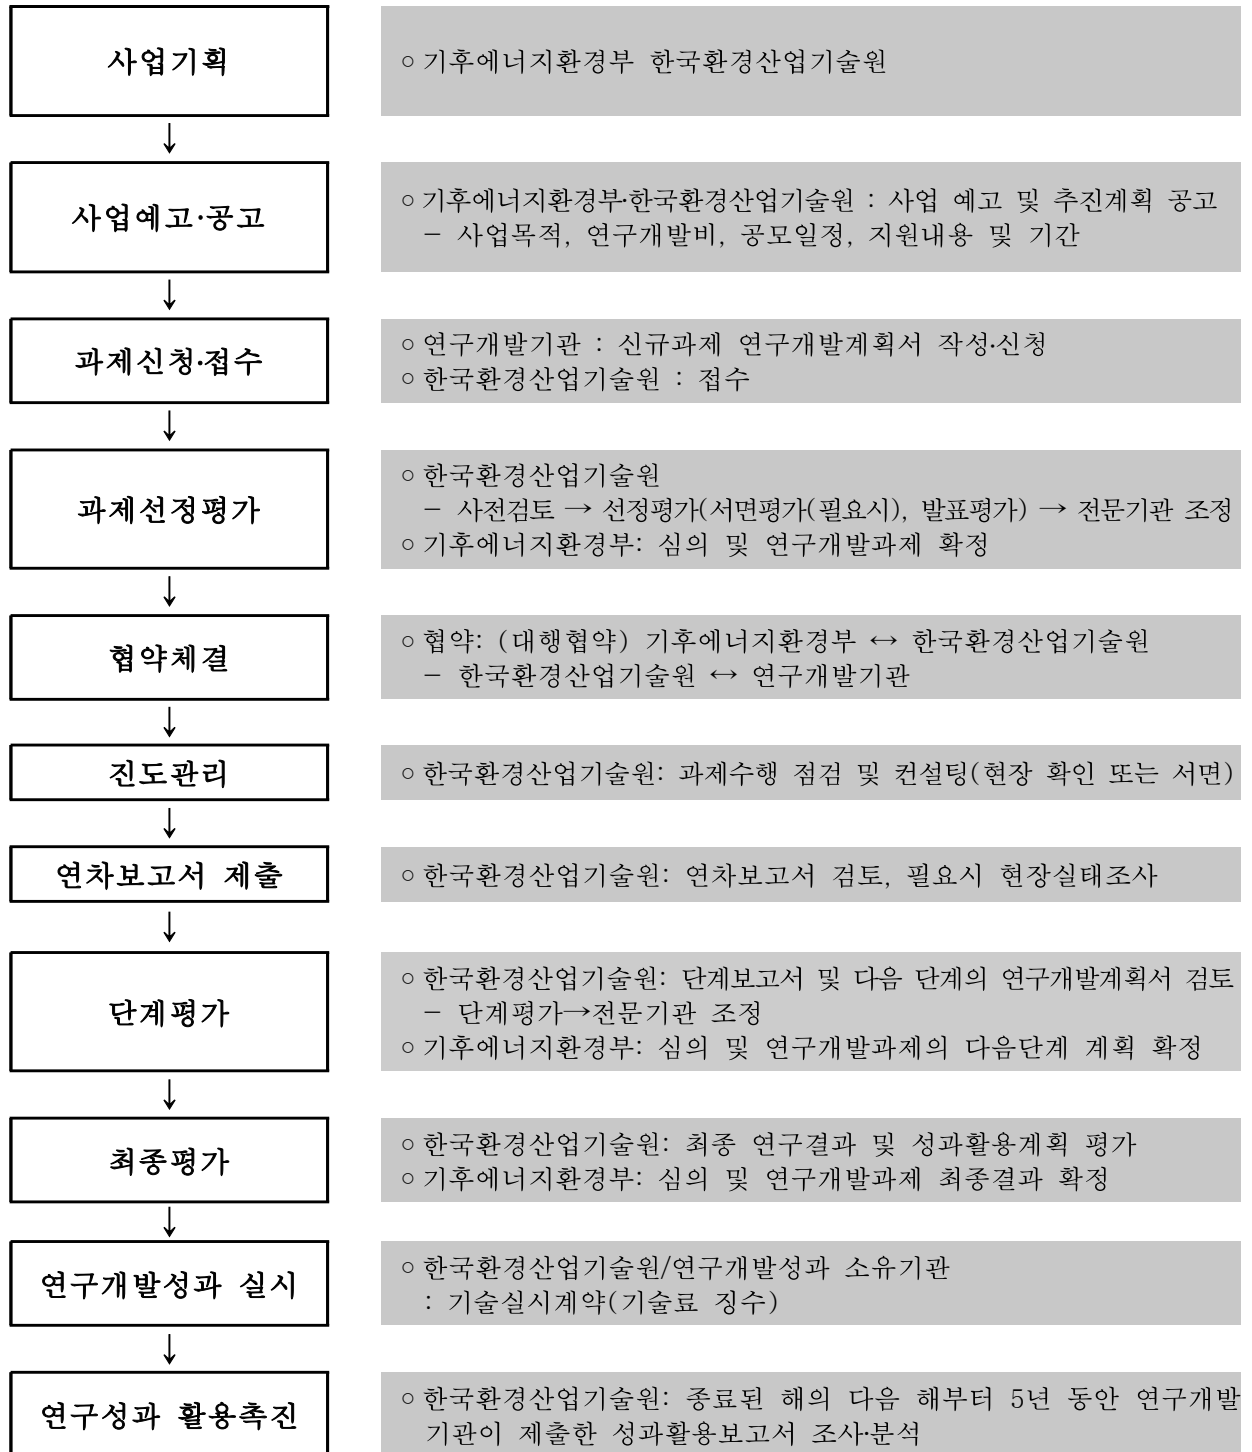 사업기획
○ 기후에너지환경부 한국환경산업기술원
↓
사업예고·공고
○ 기후에너지환경부·한국환경산업기술원 : 사업 예고 및 추진계획 공고
- 사업목적, 연구개발비, 공모일정, 지원내용 및 기간
↓
과제신청·접수
○ 연구개발기관 : 신규과제 연구개발계획서 작성·신청
○ 한국환경산업기술원 : 접수
↓
과제선정평가
○ 한국환경산업기술원
- 사전검토 → 선정평가(서면평가(필요시), 발표평가) → 전문기관 조정
○ 기후에너지환경부: 심의 및 연구개발과제 확정
↓
협약체결
○ 협약: (대행협약) 기후에너지환경부 ↔ 한국환경산업기술원
- 한국환경산업기술원 ↔ 연구개발기관
↓
진도관리
○ 한국환경산업기술원: 과제수행 점검 및 컨설팅(현장 확인 또는 서면)
↓
연차보고서 제출
○ 한국환경산업기술원: 연차보고서 검토, 필요시 현장실태조사
↓
단계평가
○ 한국환경산업기술원: 단계보고서 및 다음 단계의 연구개발계획서 검토
- 단계평가→전문기관 조정
○ 기후에너지환경부: 심의 및 연구개발과제의 다음단계 계획 확정
↓
최종평가
○ 한국환경산업기술원: 최종 연구결과 및 성과활용계획 평가
○ 기후에너지환경부: 심의 및 연구개발과제 최종결과 확정
↓
연구개발성과 실시
○ 한국환경산업기술원/연구개발성과 소유기관
: 기술실시계약(기술료 징수)
↓
연구성과 활용촉진
○ 한국환경산업기술원: 종료된 해의 다음 해부터 5년 동안 연구개발
기관이 제출한 성과활용보고서 조사·분석